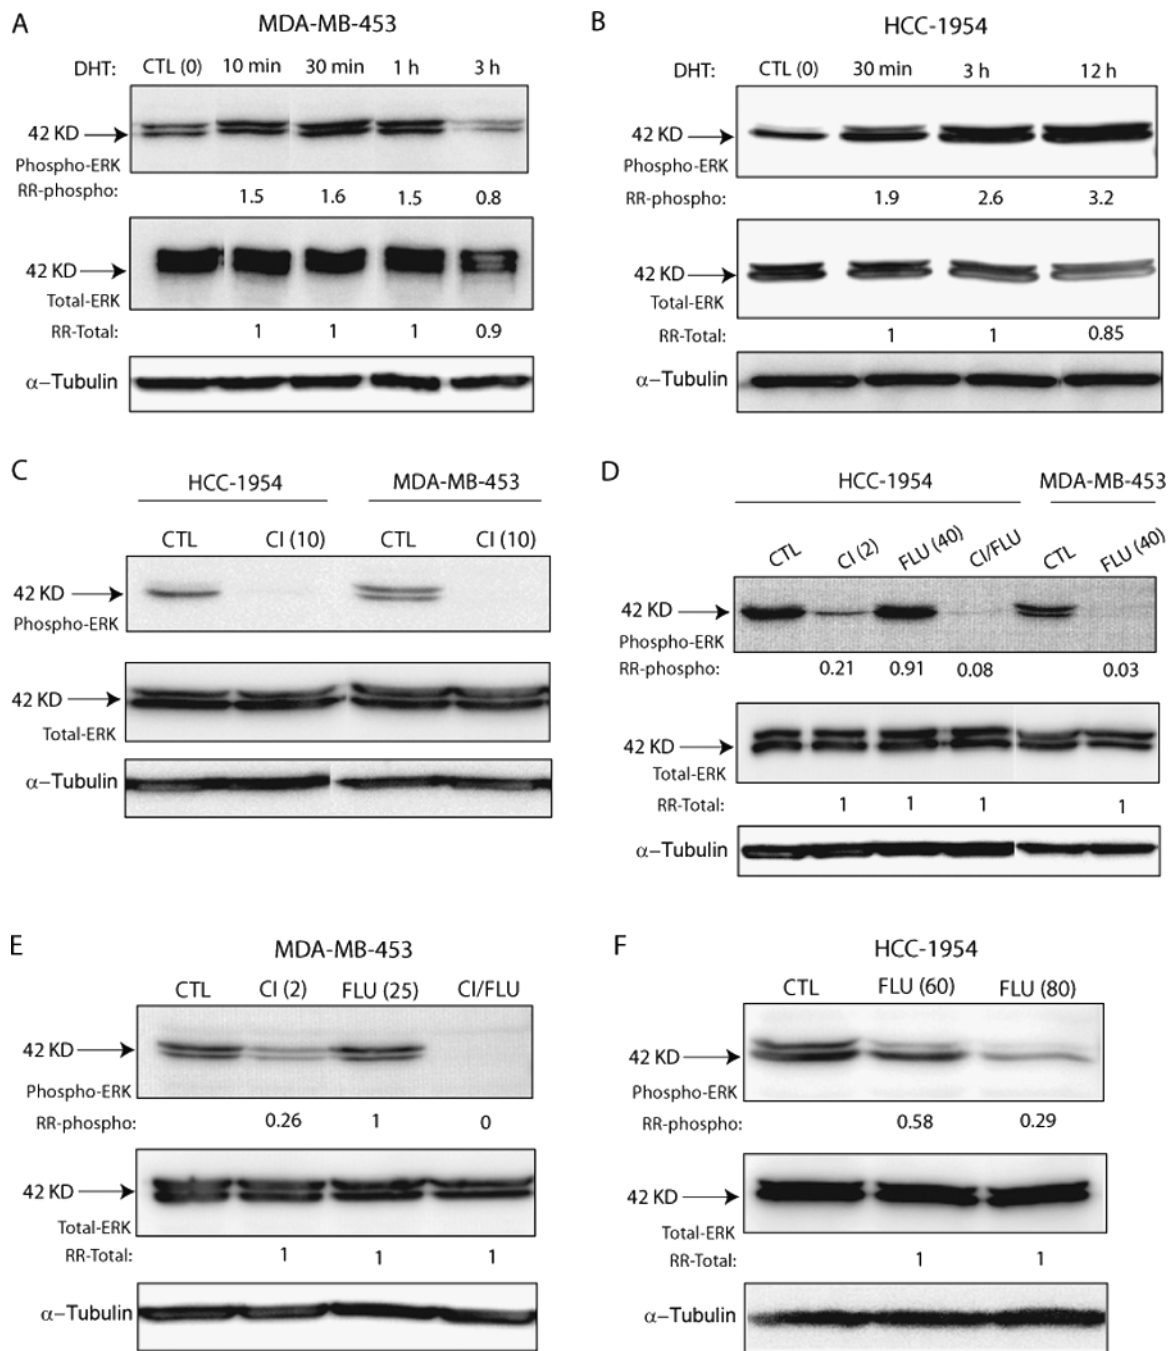 A
MDA-MB-453
DHT: CTL (0) 10 min 30 min 1 h 3 h
42 KD
Phospho-ERK
RR-phospho: 1.5 1.6 1.5 0.8
42 KD
Total-ERK
RR-Total: 1 1 1 0.9
α–Tubulin
B
HCC-1954
DHT: CTL (0) 30 min 3 h 12 h
42 KD
Phospho-ERK
RR-phospho: 1.9 2.6 3.2
42 KD
Total-ERK
RR-Total: 1 1 0.85
α–Tubulin
C
HCC-1954 MDA-MB-453
CTL CI (10) CTL CI (10)
42 KD
Phospho-ERK
42 KD
Total-ERK
α–Tubulin
D
HCC-1954 MDA-MB-453
CTL CI (2) FLU (40) CI/FLU CTL FLU (40)
42 KD
Phospho-ERK
RR-phospho: 0.21 0.91 0.08 0.03
42 KD
Total-ERK
RR-Total: 1 1 1 1
α–Tubulin
E
MDA-MB-453
CTL CI (2) FLU (25) CI/FLU
42 KD
Phospho-ERK
RR-phospho: 0.26 1 0
42 KD
Total-ERK
RR-Total: 1 1 1
α–Tubulin
F
HCC-1954
CTL FLU (60) FLU (80)
42 KD
Phospho-ERK
RR-phospho: 0.58 0.29
42 KD
Total-ERK
RR-Total: 1 1
α–Tubulin